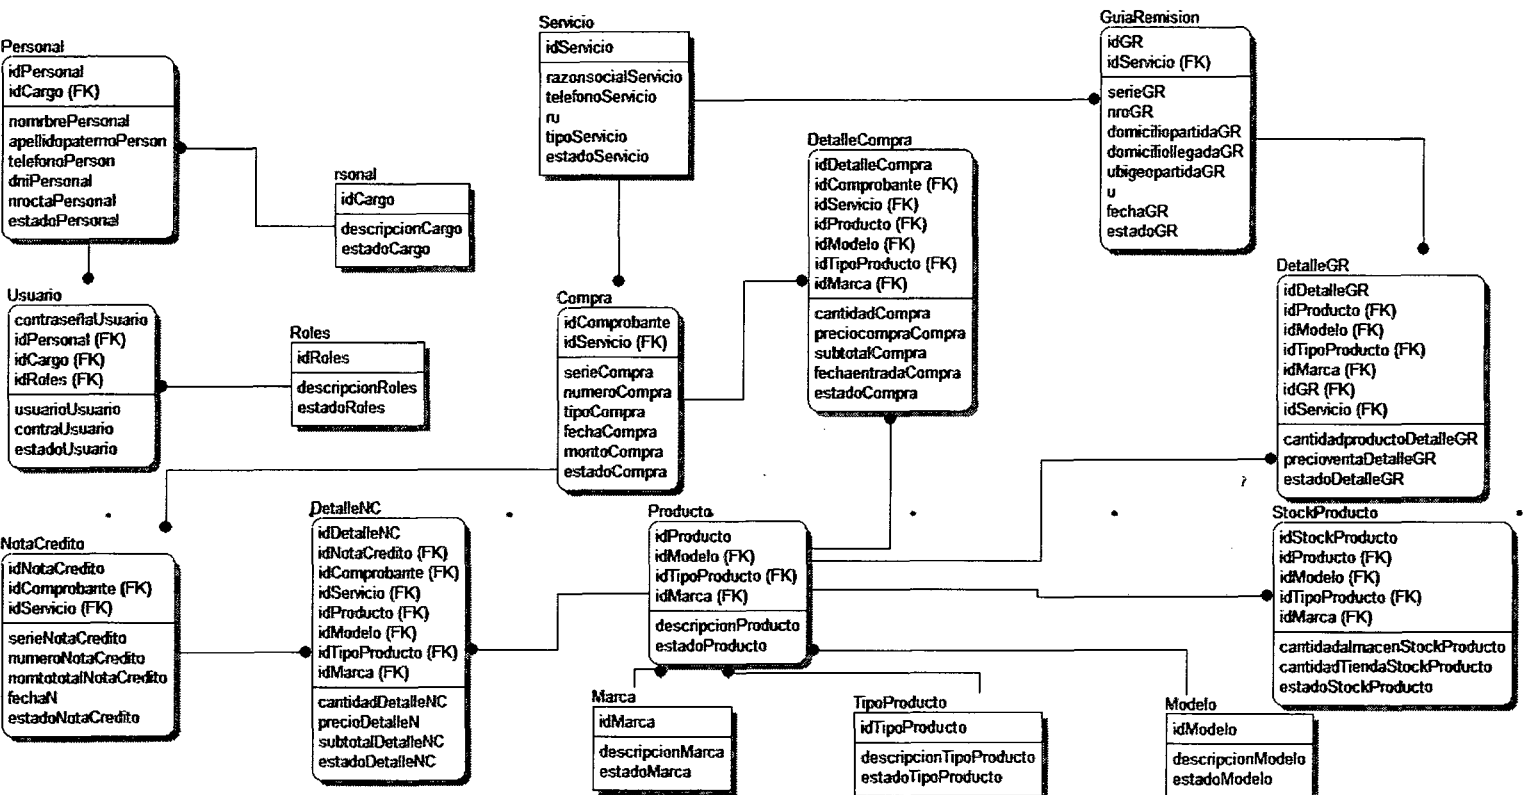 Personal
idPersonal
idCargo (FK)
nomrbrePersonal
apellidopaternoPerson
telefonoPerson
dniPersonal
nroctaPersonal
estadoPersonal
rsonal
idCargo
descripcionCargo
estadoCargo
Usuario
contraseñaUsuario
idPersonal (FK)
idCargo (FK)
idRoles (FK)
usuarioUsuario
contraUsuario
estadoUsuario
Roles
idRoles
descripcionRoles
estadoRoles
Servicio
idServicio
razonsocialServicio
telefonoServicio
ru
tipoServicio
estadoServicio
Compra
idComprobante
idServicio (FK)
serieCompra
numeroCompra
tipoCompra
fechaCompra
montoCompra
estadoCompra
DetalleCompra
idDetalleCompra
idComprobante (FK)
idServicio (FK)
idProducto (FK)
idModelo (FK)
idTipoProducto (FK)
idMarca (FK)
cantidadCompra
preciocompraCompra
subtotalCompra
fechaentradaCompra
estadoCompra
GuiaRemision
idGR
idServicio (FK)
serieGR
nroGR
domiciliopartidaGR
domiciliollegadaGR
ubigeopartidaGR
u
fechaGR
estadoGR
DetalleGR
idDetalleGR
idProducto (FK)
idModelo (FK)
idTipoProducto (FK)
idMarca (FK)
idGR (FK)
idServicio (FK)
cantidadproductoDetalleGR
precioventaDetalleGR
estadoDetalleGR
NotaCredito
idNotaCredito
idComprobante (FK)
idServicio (FK)
serieNotaCredito
numeroNotaCredito
nomtototalNotaCredito
fechaN
estadoNotaCredito
DetalleNC
idDetalleNC
idNotaCredito (FK)
idComprobante (FK)
idServicio (FK)
idProducto (FK)
idModelo (FK)
idTipoProducto (FK)
idMarca (FK)
cantidadDetalleNC
precioDetalleN
subtotalDetalleNC
estadoDetalleNC
Producto
idProducto
idModelo (FK)
idTipoProducto (FK)
idMarca (FK)
descripcionProducto
estadoProducto
StockProducto
idStockProducto
idProducto (FK)
idModelo (FK)
idTipoProducto (FK)
idMarca (FK)
cantidadalmacenStockProducto
cantidadTiendaStockProducto
estadoStockProducto
Marca
idMarca
descripcionMarca
estadoMarca
TipoProducto
idTipoProducto
descripcionTipoProducto
estadoTipoProducto
Modelo
idModelo
descripcionModelo
estadoModelo